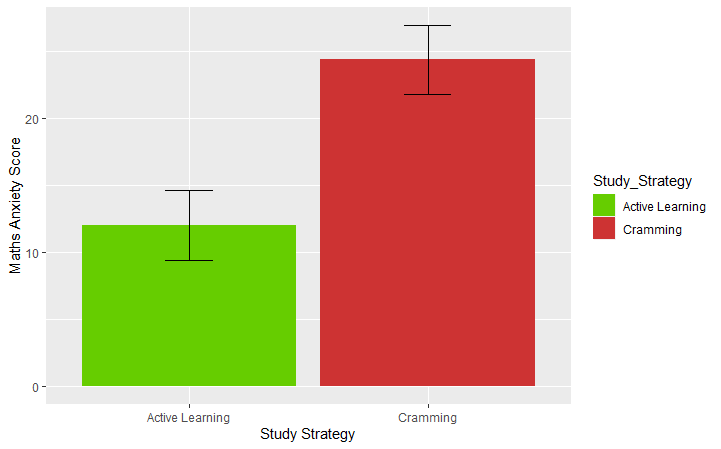 Maths Anxiety Score
20
10
0
Active Learning
Cramming
Study Strategy
Study_Strategy
Active Learning
Cramming